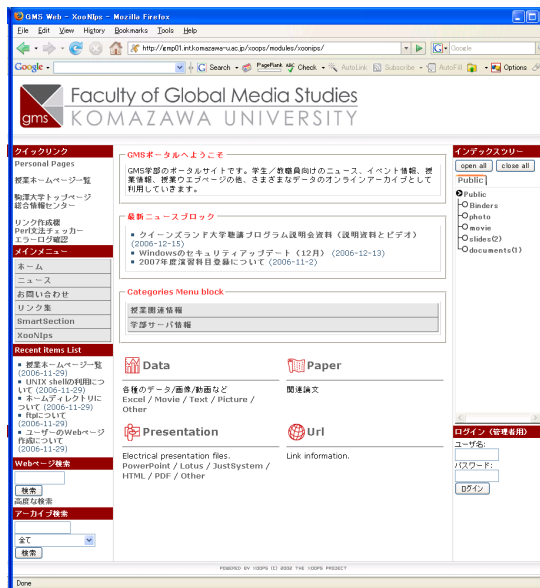 GMS Web - XooNIps - Mozilla Firefox
File Edit View History Bookmarks Tools Help
http://gmp01.int.komazawa-u.ac.jp/xoops/modules/xoonips/
Google
Google
Search
PageRank
Check
AutoLink
Subscribe
AutoFill
Options
gms
Faculty of Global Media Studies
KOMAZAWA UNIVERSITY
クイックリンク
Personal Pages
授業ホームページ一覧
駒澤大学トップページ
総合情報センター
リンク作成機
Perl文法チェッカー
エラーログ確認
メインメニュー
ホーム
ニュース
お問い合わせ
リンク集
SmartSection
XooNIps
Recent items List
授業ホームページ一覧
(2006-11-29)
UNIX shellの利用につ
いて (2006-11-29)
ホームディレクトリに
ついて (2006-11-29)
ftpについて
(2006-11-29)
ユーザーのWebページ
作成について
(2006-11-29)
Webページ検索
検索
高度な検索
アーカイブ検索
全て
検索
GMSポータルへようこそ
GMS学部のポータルサイトです。学生/教職員向けのニュース、イベント情報、授
業情報、授業のウエブページの他、さまざまなデータのオンラインアーカイブとして
利用していきます。
最新ニュースブロック
クイーンズランド大学聴講プログラム説明会資料（説明資料とビデオ）
(2006-12-15)
Windowsのセキュリティアップデート（12月） (2006-12-13)
2007年度演習科目登録について (2006-11-2)
Categories Menu block
授業関連情報
学部サーバ情報
Data
各種のデータ/画像/動画など
Excel / Movie / Text / Picture /
Other
Paper
関連論文
Presentation
Electrical presentation files.
PowerPoint / Lotus / JustSystem /
HTML / PDF / Other
Url
Link information.
インデックスツリー
open all close all
Public
Public
Binders
photo
movie
slides(2)
documents(1)
ログイン（管理者用）
ユーザ名:
パスワード:
ログイン
POWERED BY XOOPS (C) 2002 THE XOOPS PROJECT
Done